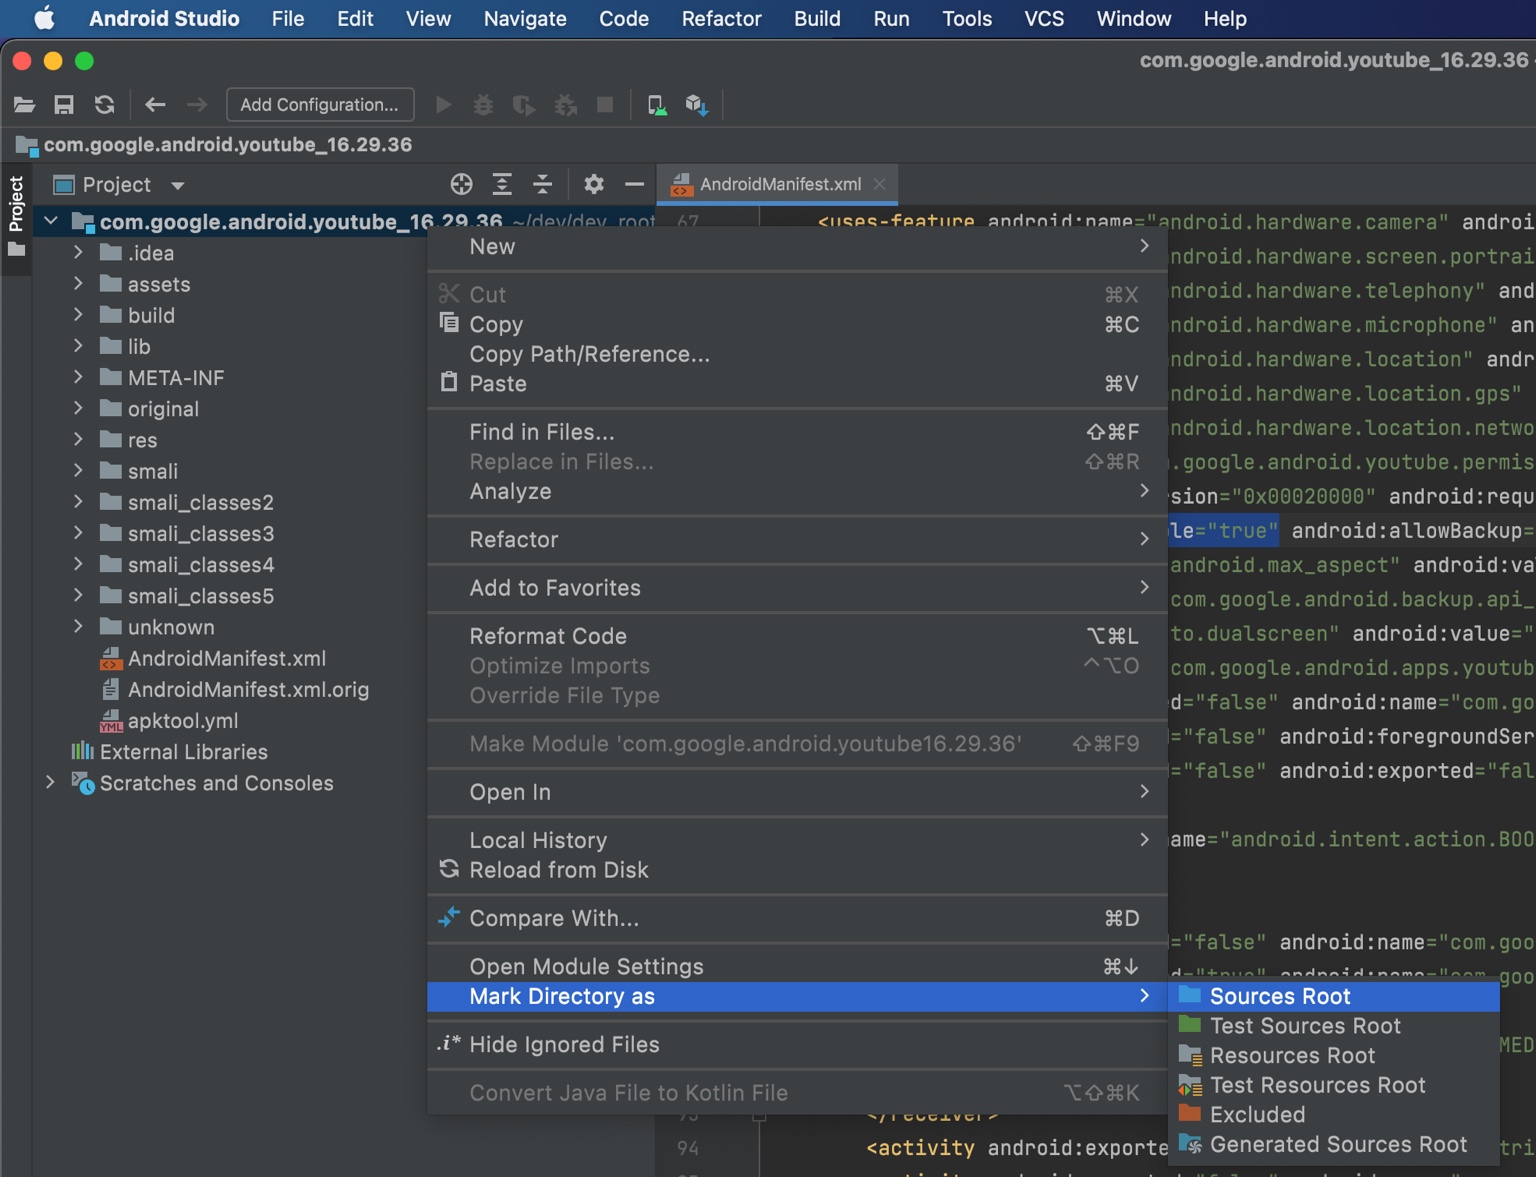 Android Studio File Edit View Navigate Code Refactor Build Run Tools VCS Window Help
com.google.android.youtube_16.29.36
Add Configuration...
com.google.android.youtube_16.29.36
Project
Project
AndroidManifest.xml
com.google.android.youtube_16.29.36 ~/dev/dev_root
.idea
assets
build
lib
META-INF
original
res
smali
smali_classes2
smali_classes3
smali_classes4
smali_classes5
unknown
AndroidManifest.xml
AndroidManifest.xml.orig
apktool.yml
External Libraries
Scratches and Consoles
New
Cut ⌘X
Copy ⌘C
Copy Path/Reference...
Paste ⌘V
Find in Files... ⇧⌘F
Replace in Files... ⇧⌘R
Analyze
Refactor
Add to Favorites
Reformat Code ⌥⌘L
Optimize Imports ^⌥O
Override File Type
Make Module 'com.google.android.youtube16.29.36' ⇧⌘F9
Open In
Local History
Reload from Disk
Compare With... ⌘D
Open Module Settings ⌘↓
Mark Directory as
.i* Hide Ignored Files
Convert Java File to Kotlin File ⌥⇧⌘K
Sources Root
Test Sources Root
Resources Root
Test Resources Root
Excluded
Generated Sources Root
67 <uses-feature android:name="android.hardware.camera" androi
ndroid.hardware.screen.portrai
ndroid.hardware.telephony" and
ndroid.hardware.microphone" an
ndroid.hardware.location" andr
ndroid.hardware.location.gps"
ndroid.hardware.location.netwo
.google.android.youtube.permis
sion="0x00020000" android:requ
le="true" android:allowBackup=
android.max_aspect" android:va
com.google.android.backup.api_
to.dualscreen" android:value="
com.google.android.apps.youtub
d="false" android:name="com.go
="false" android:foregroundSer
="false" android:exported="fal
ame="android.intent.action.BOO
="false" android:name="com.goo
d="true" android:name="com.goo
MED
93 </receiver>
94 <activity android:exporte
tri